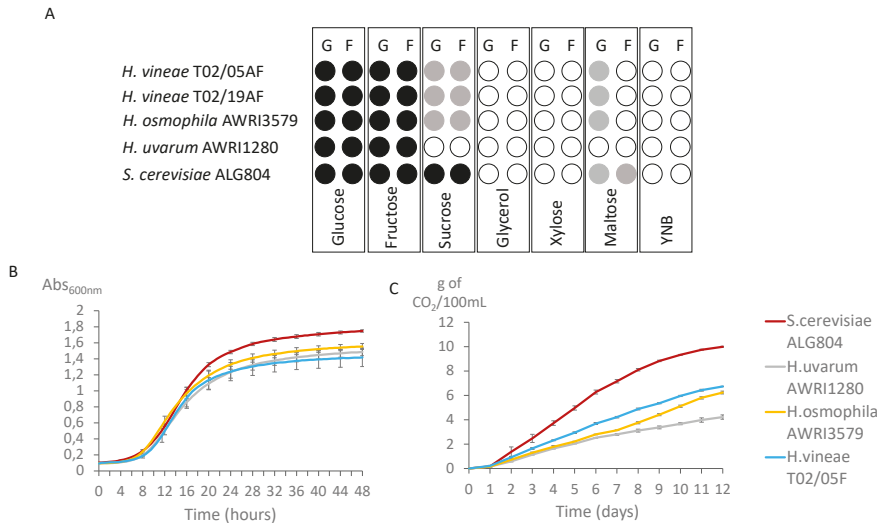 A
G F G F G F G F G F G F G F
H. vineae T02/05AF
H. vineae T02/19AF
H. osmophila AWRI3579
H. uvarum AWRI1280
S. cerevisiae ALG804
Glucose
Fructose
Sucrose
Glycerol
Xylose
Maltose
YNB
B
Abs600nm
2
1,8
1,6
1,4
1,2
1
0,8
0,6
0,4
0,2
0
0 4 8 12 16 20 24 28 32 36 40 44 48
Time (hours)
C
g of
CO2/100mL
12
10
8
6
4
2
0
0 1 2 3 4 5 6 7 8 9 10 11 12
Time (days)
S.cerevisiae
ALG804
H.uvarum
AWRI1280
H.osmophila
AWRI3579
H.vineae
T02/05F